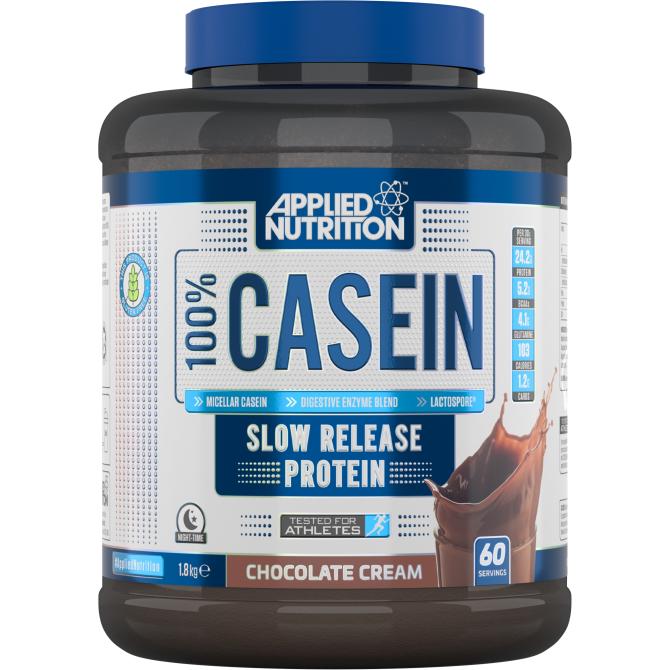 APPLIED
NUTRITION™
100% CASEIN
PER 30g
SERVING
24.2g
PROTEIN
5.2g
BCAAs
4.1g
GLUTAMINE
103
CALORIES
1.2g
CARBS
» MICELLAR CASEIN » DIGESTIVE ENZYME BLEND » LACTOSPORE®
SLOW RELEASE
PROTEIN
TESTED FOR
ATHLETES
NIGHT-TIME
#AppliedNutrition
1.8kg℮
CHOCOLATE CREAM
60
SERVINGS